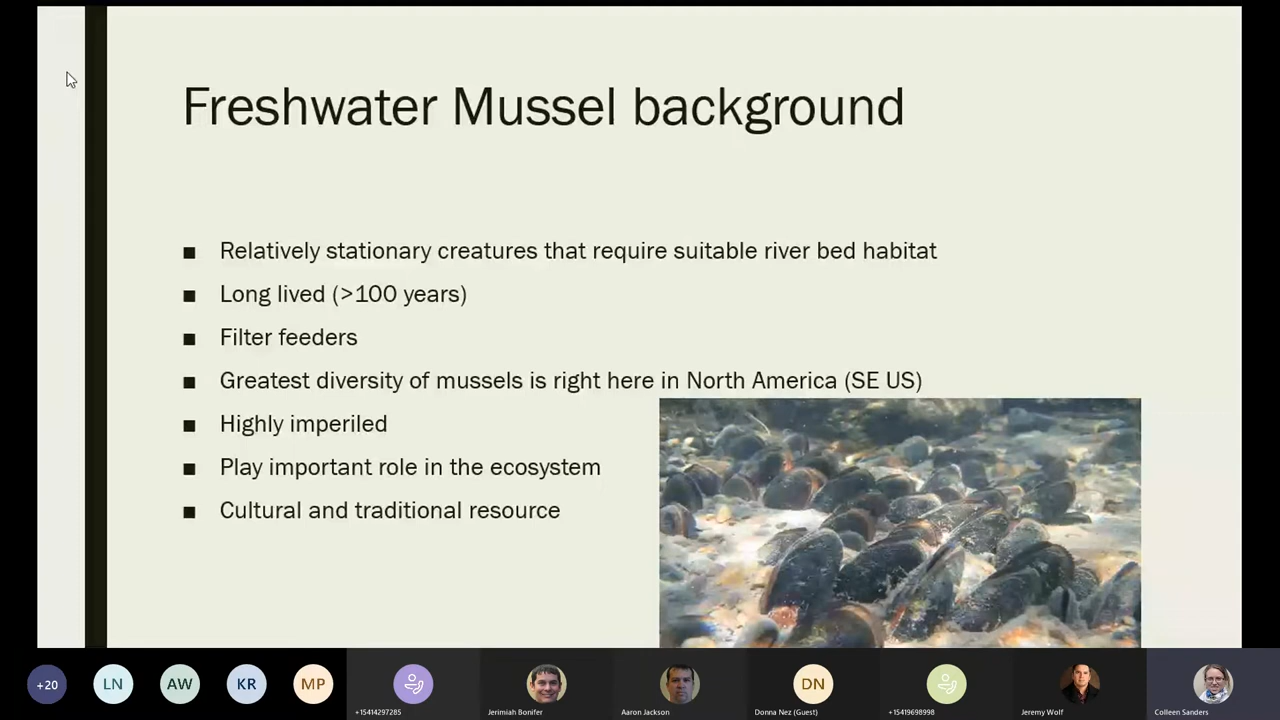 Freshwater Mussel background
■ Relatively stationary creatures that require suitable river bed habitat
■ Long lived (>100 years)
■ Filter feeders
■ Greatest diversity of mussels is right here in North America (SE US)
■ Highly imperiled
■ Play important role in the ecosystem
■ Cultural and traditional resource
+20
LN
AW
KR
MP
+15414297285
Jerimiah Bonifer
Aaron Jackson
DN
Donna Nez (Guest)
+15419698998
Jeremy Wolf
Colleen Sanders